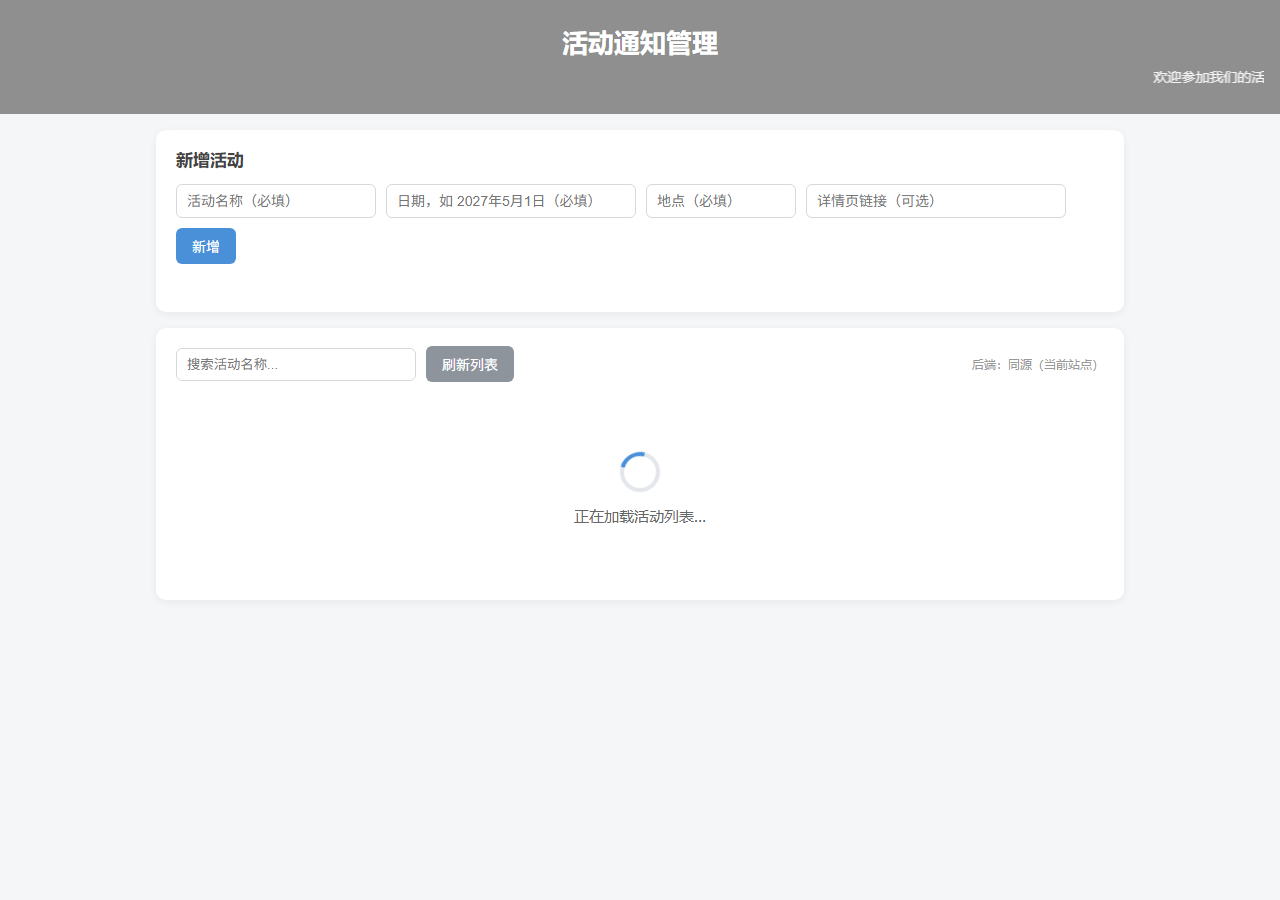 活动通知管理
欢迎参加我们的活
新增活动
活动名称（必填） 日期，如 2027年5月1日（必填） 地点（必填） 详情页链接（可选）
新增
搜索活动名称... 刷新列表 后端：同源（当前站点）
正在加载活动列表...